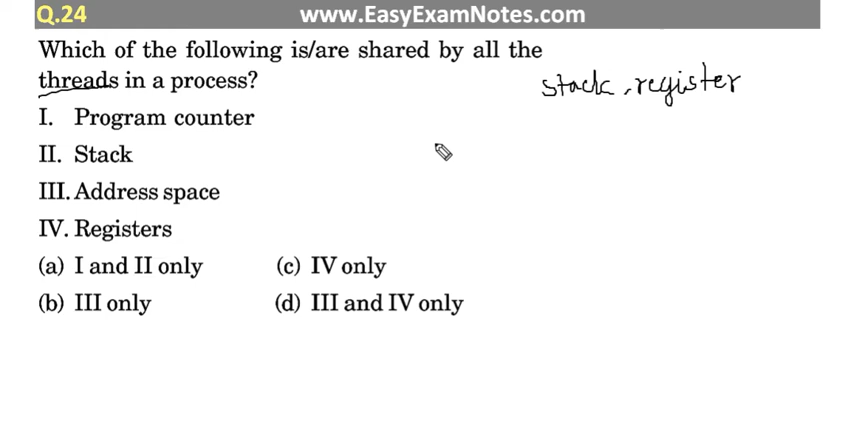 Q.24 www.EasyExamNotes.com
Which of the following is/are shared by all the
threads in a process?
stack, register
I. Program counter
II. Stack
III. Address space
IV. Registers
(a) I and II only (c) IV only
(b) III only (d) III and IV only